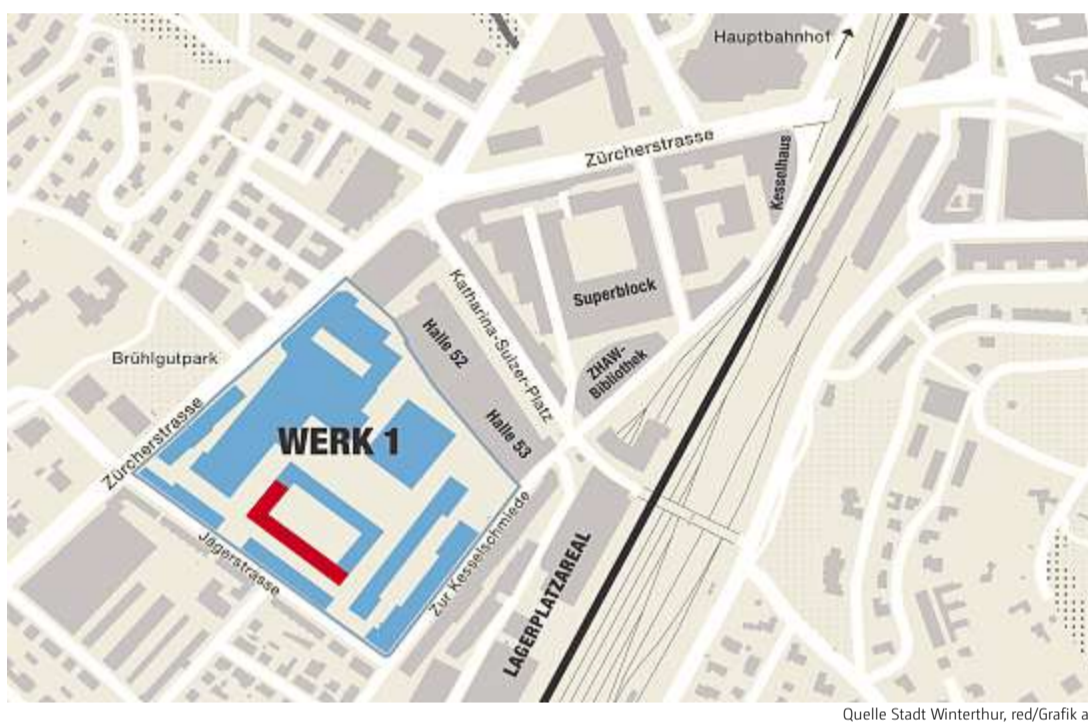 Hauptbahnhof
Zürcherstrasse
Kesselhaus
Katharina-Sulzer-Platz
Superblock
Halle 52
ZHAW-
Bibliothek
Brühlgutpark
Halle 53
Zürcherstrasse
WERK 1
Jägerstrasse
Zur Kesselschmiede
LAGERPLATZAREAL
Quelle Stadt Winterthur, red/Grafik a